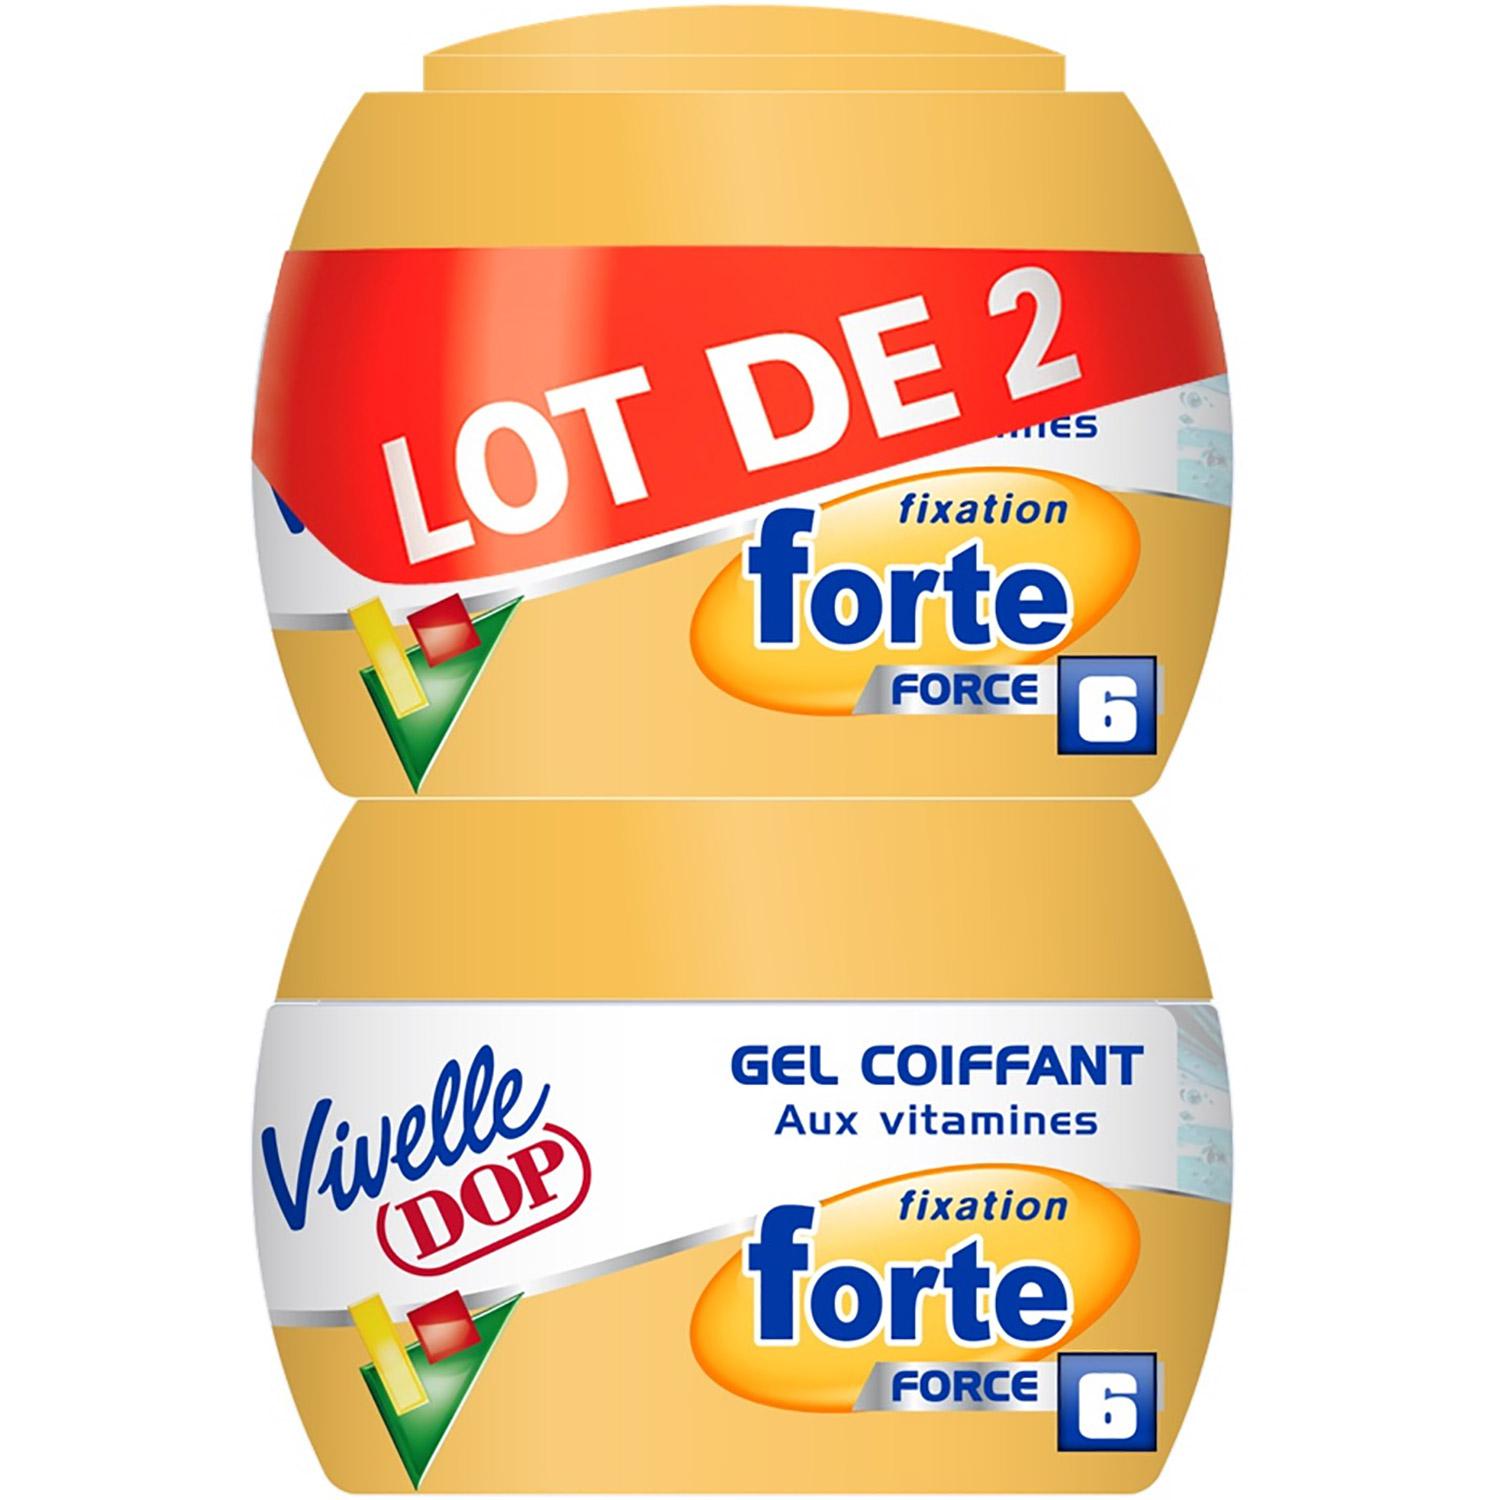 LOT DE 2
fixation
forte
FORCE 6
Vivelle
DOP
GEL COIFFANT
Aux vitamines
fixation
forte
FORCE 6